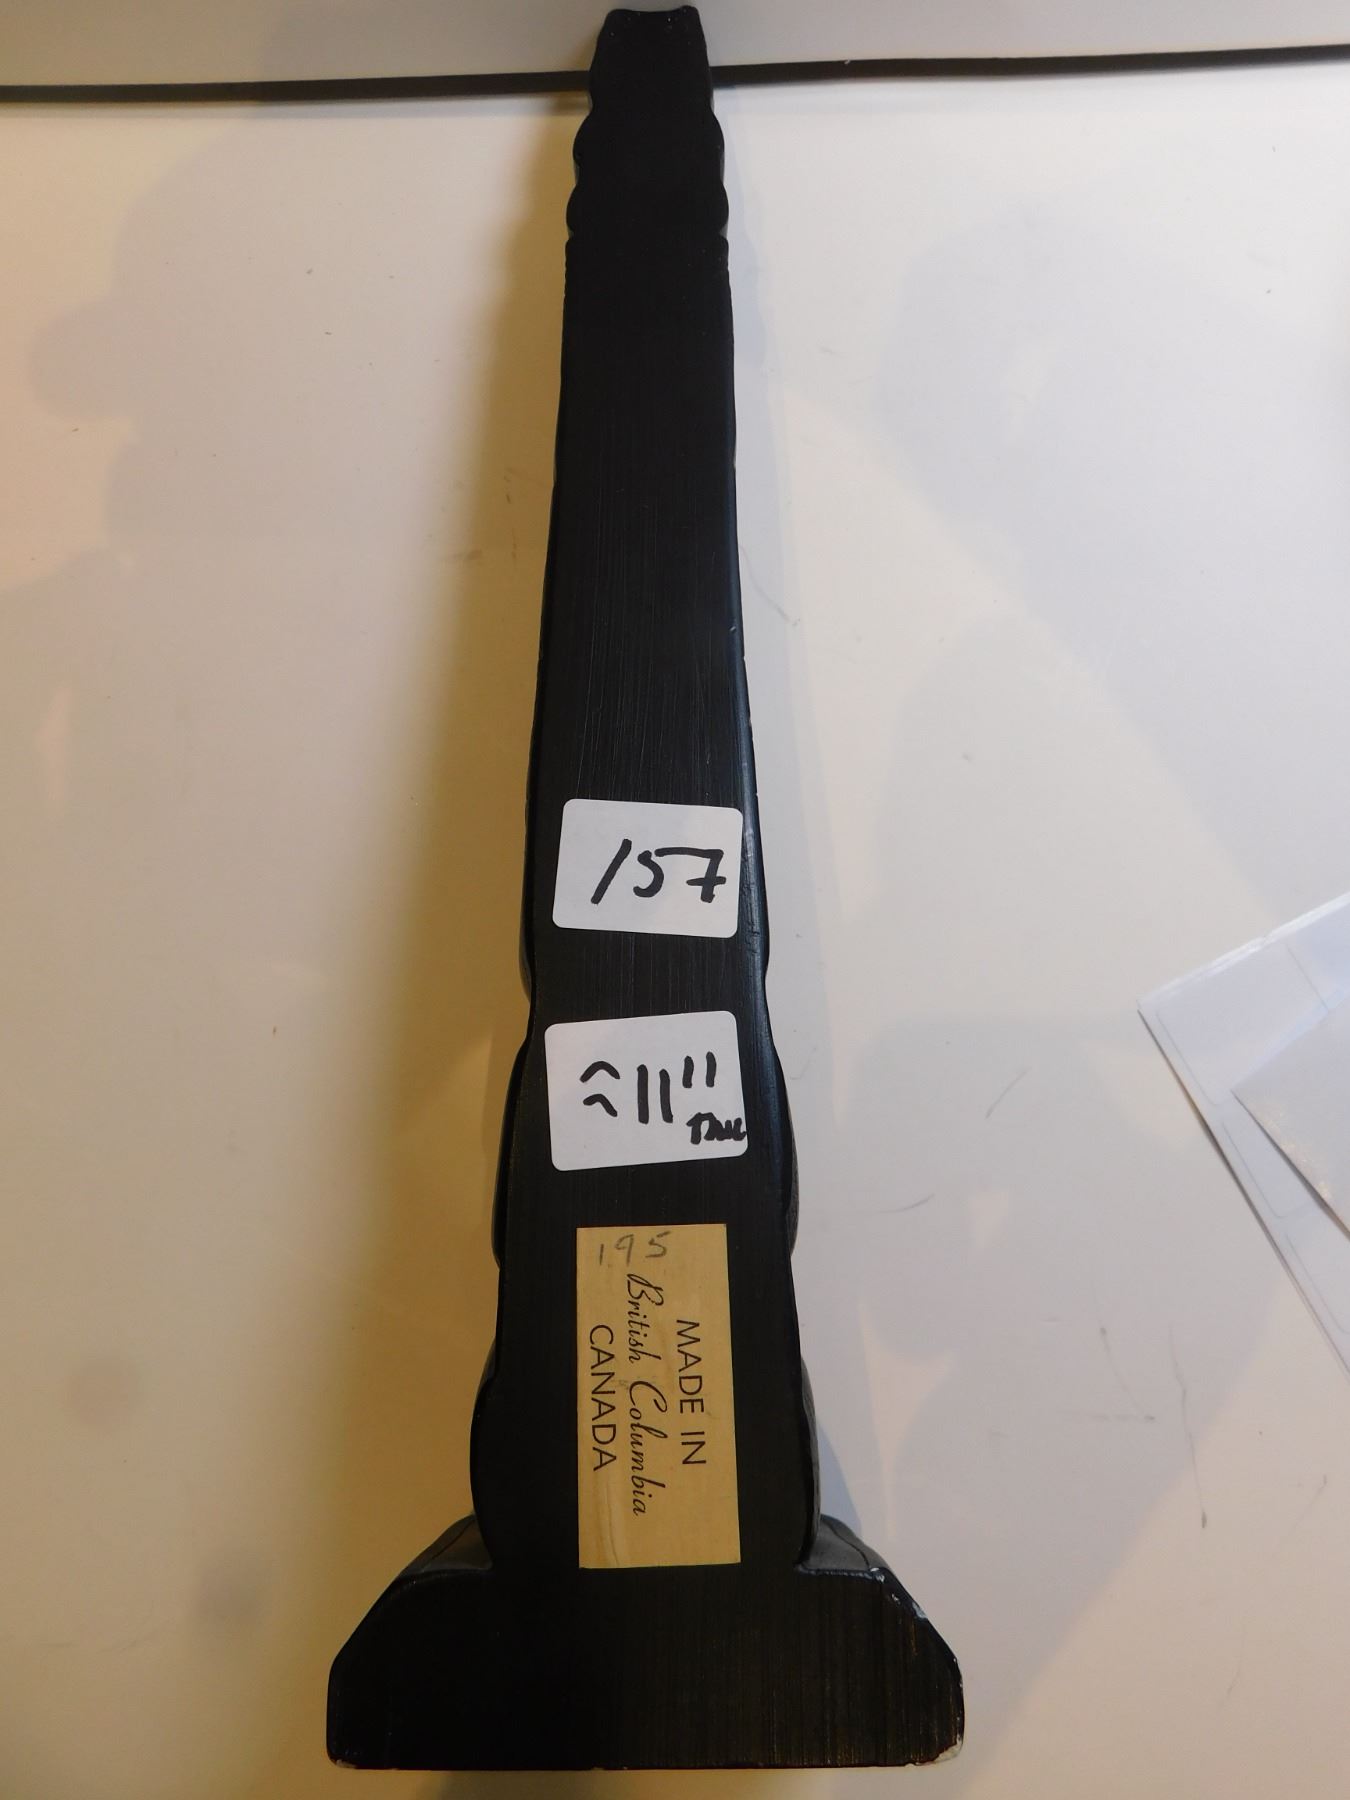 157
≈11"
195
MADE IN
British Columbia
CANADA